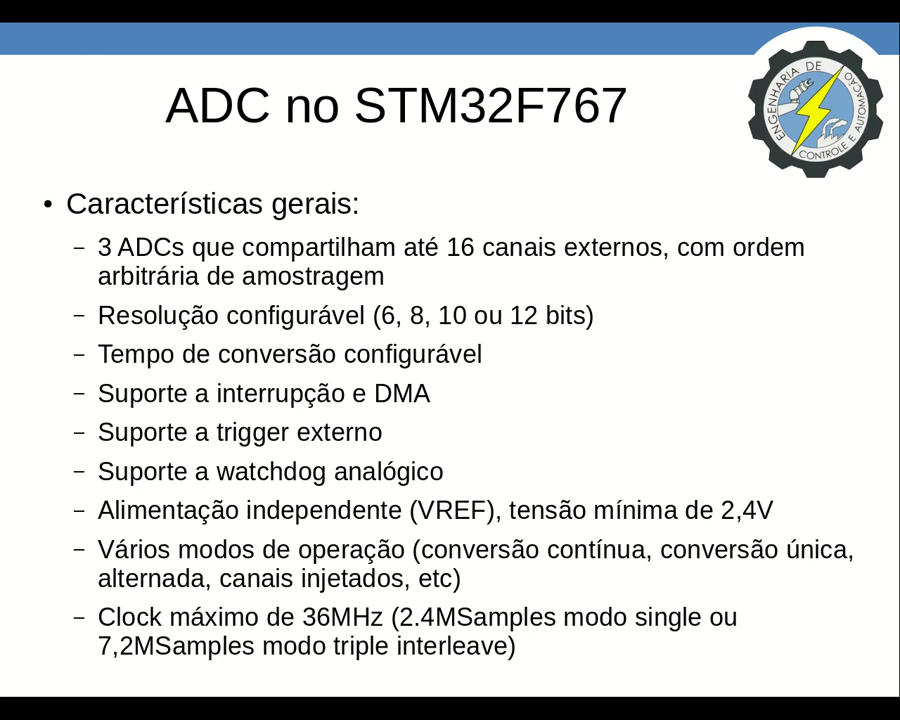 ADC no STM32F767
ENGENHARIA DE
CONTROLE E AUTOMAÇÃO
• Características gerais:
– 3 ADCs que compartilham até 16 canais externos, com ordem
arbitrária de amostragem
– Resolução configurável (6, 8, 10 ou 12 bits)
– Tempo de conversão configurável
– Suporte a interrupção e DMA
– Suporte a trigger externo
– Suporte a watchdog analógico
– Alimentação independente (VREF), tensão mínima de 2,4V
– Vários modos de operação (conversão contínua, conversão única,
alternada, canais injetados, etc)
– Clock máximo de 36MHz (2.4MSamples modo single ou
7,2MSamples modo triple interleave)